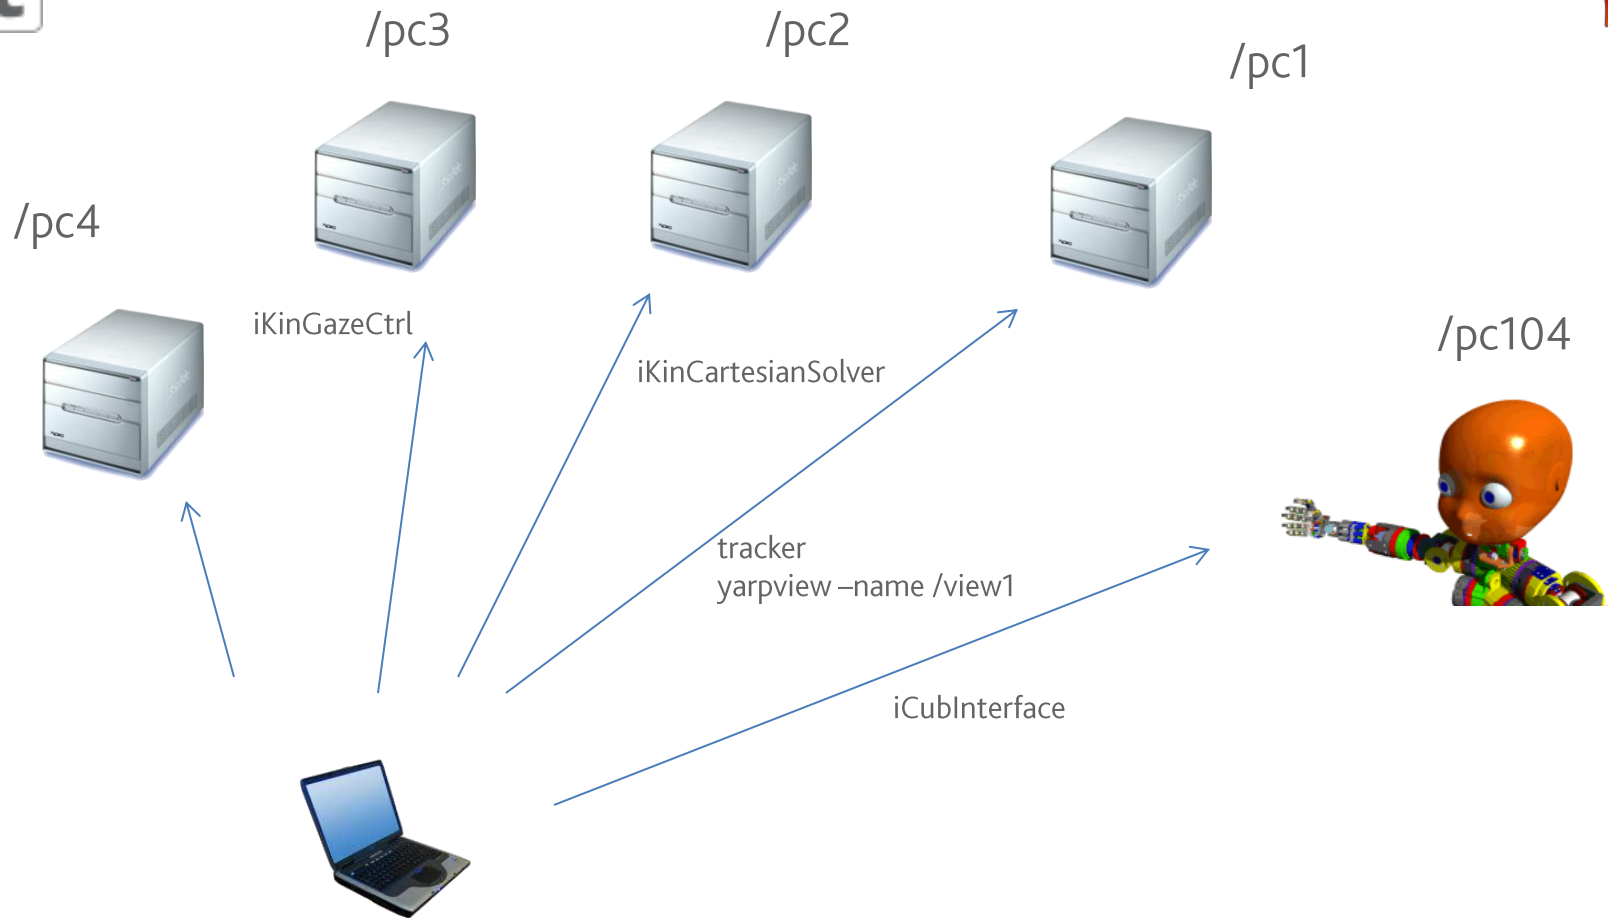 /pc3
/pc2
/pc1
/pc4
iKinGazeCtrl
/pc104
iKinCartesianSolver
tracker
yarpview –name /view1
iCubInterface